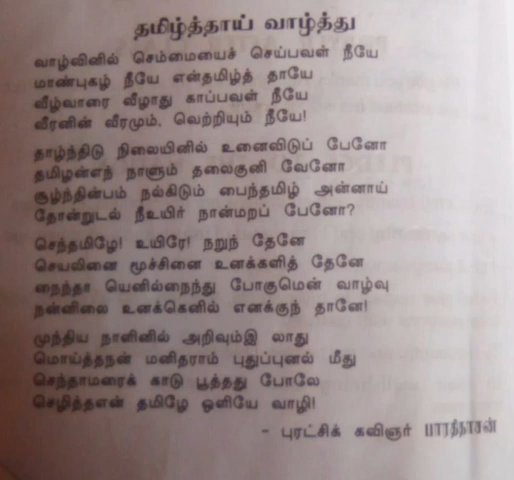 தமிழ்த்தாய் வாழ்த்து
வாழ்வினில் செம்மையைச் செய்பவள் நீயே
மாண்புகழ் நீயே என்தமிழ்த் தாயே
வீழ்வாரை வீழாது காப்பவள் நீயே
வீரனின் வீரமும், வெற்றியும் நீயே!
தாழ்ந்திடு நிலையினில் உனைவிடுப் பேனோ
தமிழன்எந் நாளும் தலைகுனி வேனோ
சூழ்ந்தின்பம் நல்கிடும் பைந்தமிழ் அன்னாய்
தோன்றுடல் நீஉயிர் நான்மறப் பேனோ?
செந்தமிழே! உயிரே! நறுந் தேனே
செயலினை மூச்சினை உனக்களித் தேனே
நைந்தா யெனில்நைந்து போகுமென் வாழ்வு
நன்னிலை உனக்கெனில் எனக்குந் தானே!
முந்திய நாளினில் அறிவும்இ லாது
மொய்த்தநன் மனிதராம் புதுப்புனல் மீது
செந்தாமரைக் காடு பூத்தது போலே
செழித்தஎன் தமிழே ஒளியே வாழி!
- புரட்சிக் கவிஞர் பாரதிதாசன்